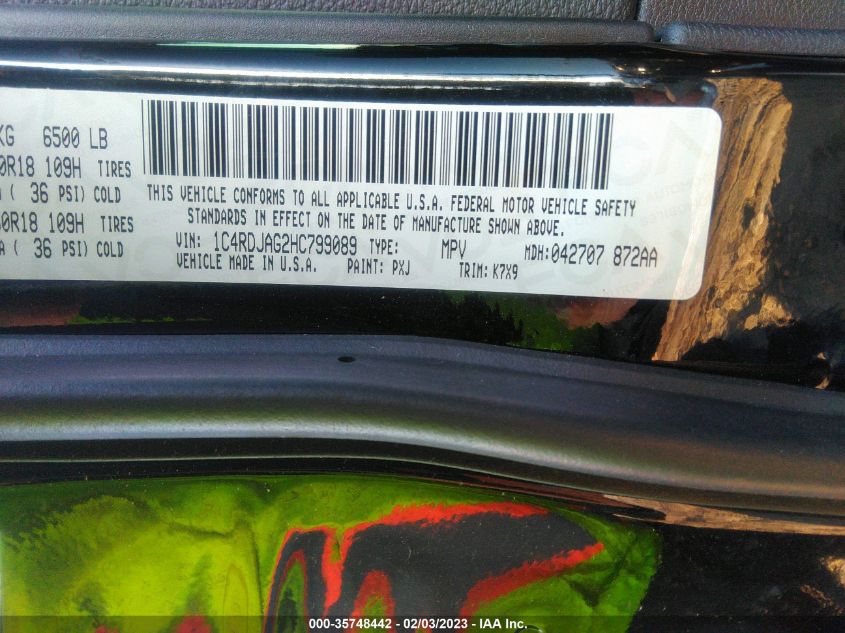 KG 6500 LB
0R18 109H TIRES
A ( 36 PSI) COLD
60R18 109H TIRES
A ( 36 PSI) COLD
THIS VEHICLE CONFORMS TO ALL APPLICABLE U.S.A. FEDERAL MOTOR VEHICLE SAFETY
STANDARDS IN EFFECT ON THE DATE OF MANUFACTURE SHOWN ABOVE.
VIN: 1C4RDJAG2HC799089 TYPE: MPV MDH:042707 872AA
VEHICLE MADE IN U.S.A. PAINT: PXJ TRIM: K7X9
000-35748442 - 02/03/2023 - IAA Inc.